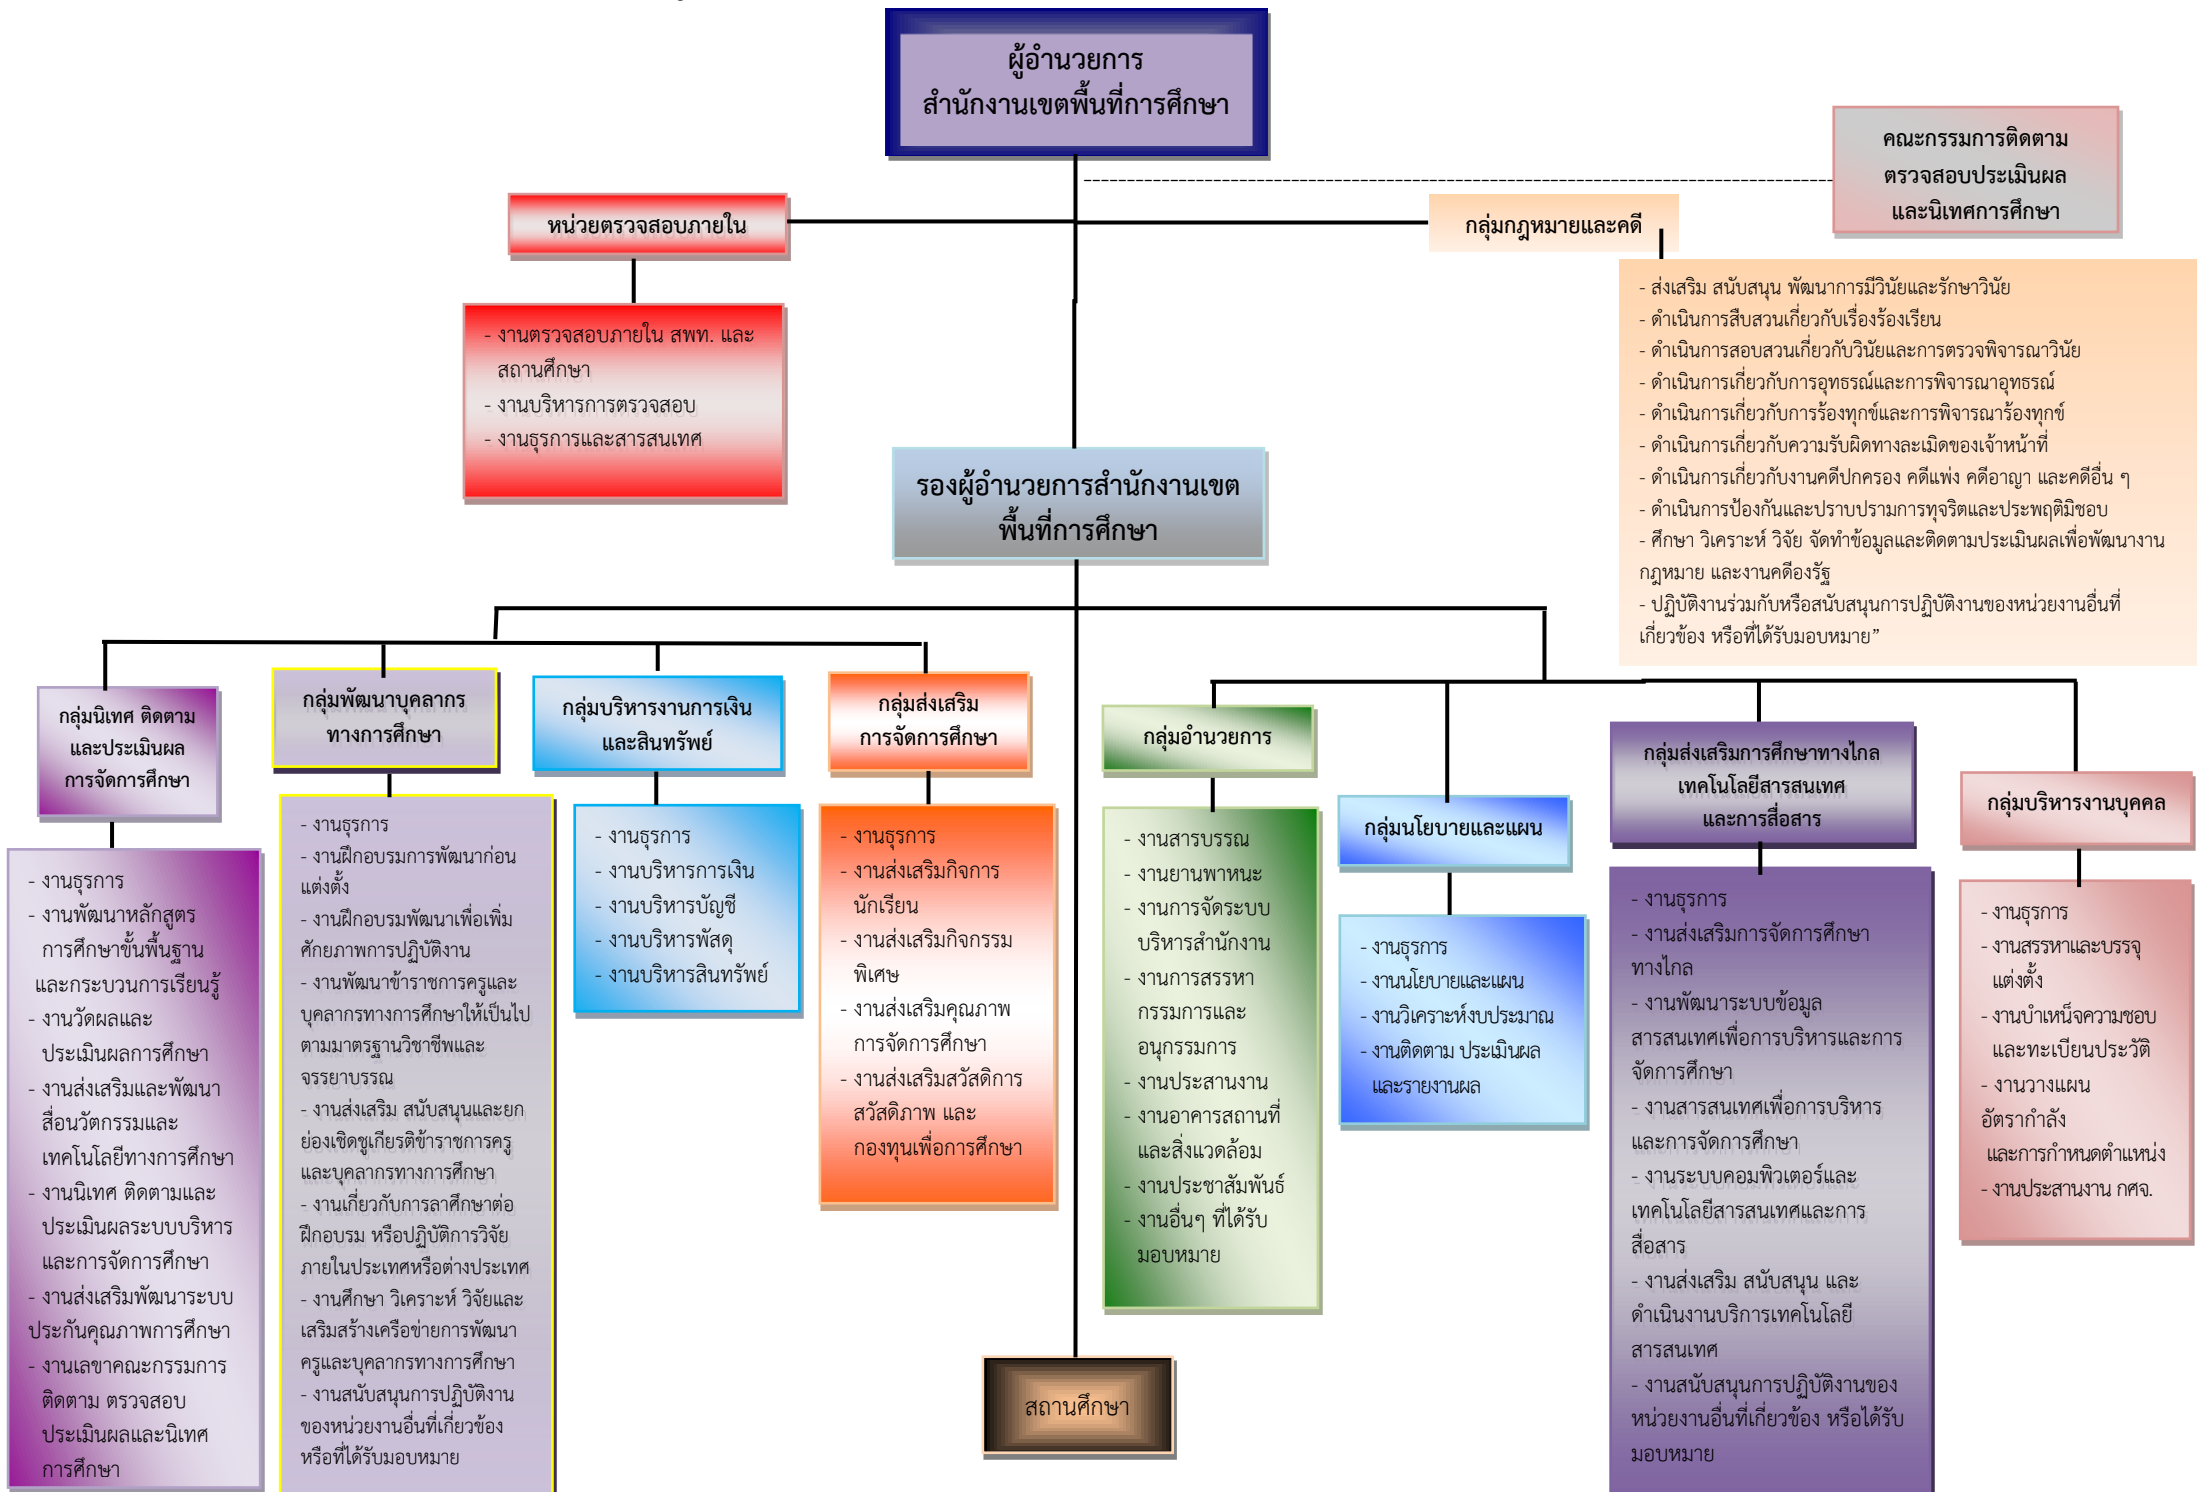 ผู้อำนวยการ
สำนักงานเขตพื้นที่การศึกษา
คณะกรรมการติดตาม
ตรวจสอบประเมินผล
และนิเทศการศึกษา
หน่วยตรวจสอบภายใน
กลุ่มกฎหมายและคดี
- งานตรวจสอบภายใน สพท. และ
สถานศึกษา
- งานบริหารการตรวจสอบ
- งานธุรการและสารสนเทศ
- ส่งเสริม สนับสนุน พัฒนาการมีวินัยและรักษาวินัย
- ดำเนินการสืบสวนเกี่ยวกับเรื่องร้องเรียน
- ดำเนินการสอบสวนเกี่ยวกับวินัยและการตรวจพิจารณาวินัย
- ดำเนินการเกี่ยวกับการอุทธรณ์และการพิจารณาอุทธรณ์
- ดำเนินการเกี่ยวกับการร้องทุกข์และการพิจารณาร้องทุกข์
- ดำเนินการเกี่ยวกับความรับผิดทางละเมิดของเจ้าหน้าที่
- ดำเนินการเกี่ยวกับงานคดีปกครอง คดีแพ่ง คดีอาญา และคดีอื่น ๆ
- ดำเนินการป้องกันและปราบปรามการทุจริตและประพฤติมิชอบ
- ศึกษา วิเคราะห์ วิจัย จัดทำข้อมูลและติดตามประเมินผลเพื่อพัฒนางาน
กฎหมาย และงานคดีองรัฐ
- ปฏิบัติงานร่วมกับหรือสนับสนุนการปฏิบัติงานของหน่วยงานอื่นที่
เกี่ยวข้อง หรือที่ได้รับมอบหมาย”
รองผู้อำนวยการสำนักงานเขต
พื้นที่การศึกษา
กลุ่มนิเทศ ติดตาม
และประเมินผล
การจัดการศึกษา
- งานธุรการ
- งานพัฒนาหลักสูตร
การศึกษาขั้นพื้นฐาน
และกระบวนการเรียนรู้
- งานวัดผลและ
ประเมินผลการศึกษา
- งานส่งเสริมและพัฒนา
สื่อนวัตกรรมและ
เทคโนโลยีทางการศึกษา
- งานนิเทศ ติดตามและ
ประเมินผลระบบบริหาร
และการจัดการศึกษา
- งานส่งเสริมพัฒนาระบบ
ประกันคุณภาพการศึกษา
- งานเลขาคณะกรรมการ
ติดตาม ตรวจสอบ
ประเมินผลและนิเทศ
การศึกษา
กลุ่มพัฒนาบุคลากร
ทางการศึกษา
- งานธุรการ
- งานฝึกอบรมการพัฒนาก่อน
แต่งตั้ง
- งานฝึกอบรมพัฒนาเพื่อเพิ่ม
ศักยภาพการปฏิบัติงาน
- งานพัฒนาข้าราชการครูและ
บุคลากรทางการศึกษาให้เป็นไป
ตามมาตรฐานวิชาชีพและ
จรรยาบรรณ
- งานส่งเสริม สนับสนุนและยก
ย่องเชิดชูเกียรติข้าราชการครู
และบุคลากรทางการศึกษา
- งานเกี่ยวกับการลาศึกษาต่อ
ฝึกอบรม หรือปฏิบัติการวิจัย
ภายในประเทศหรือต่างประเทศ
- งานศึกษา วิเคราะห์ วิจัยและ
เสริมสร้างเครือข่ายการพัฒนา
ครูและบุคลากรทางการศึกษา
- งานสนับสนุนการปฏิบัติงาน
ของหน่วยงานอื่นที่เกี่ยวข้อง
หรือที่ได้รับมอบหมาย
กลุ่มบริหารงานการเงิน
และสินทรัพย์
- งานธุรการ
- งานบริหารการเงิน
- งานบริหารบัญชี
- งานบริหารพัสดุ
- งานบริหารสินทรัพย์
กลุ่มส่งเสริม
การจัดการศึกษา
- งานธุรการ
- งานส่งเสริมกิจการ
นักเรียน
- งานส่งเสริมกิจกรรม
พิเศษ
- งานส่งเสริมคุณภาพ
การจัดการศึกษา
- งานส่งเสริมสวัสดิการ
สวัสดิภาพ และ
กองทุนเพื่อการศึกษา
กลุ่มอำนวยการ
- งานสารบรรณ
- งานยานพาหนะ
- งานการจัดระบบ
บริหารสำนักงาน
- งานการสรรหา
กรรมการและ
อนุกรรมการ
- งานประสานงาน
- งานอาคารสถานที่
และสิ่งแวดล้อม
- งานประชาสัมพันธ์
- งานอื่นๆ ที่ได้รับ
มอบหมาย
กลุ่มนโยบายและแผน
- งานธุรการ
- งานนโยบายและแผน
- งานวิเคราะห์งบประมาณ
- งานติดตาม ประเมินผล
และรายงานผล
กลุ่มส่งเสริมการศึกษาทางไกล
เทคโนโลยีสารสนเทศ
และการสื่อสาร
- งานธุรการ
- งานส่งเสริมการจัดการศึกษา
ทางไกล
- งานพัฒนาระบบข้อมูล
สารสนเทศเพื่อการบริหารและการ
จัดการศึกษา
- งานสารสนเทศเพื่อการบริหาร
และการจัดการศึกษา
- งานระบบคอมพิวเตอร์และ
เทคโนโลยีสารสนเทศและการ
สื่อสาร
- งานส่งเสริม สนับสนุน และ
ดำเนินงานบริการเทคโนโลยี
สารสนเทศ
- งานสนับสนุนการปฏิบัติงานของ
หน่วยงานอื่นที่เกี่ยวข้อง หรือได้รับ
มอบหมาย
กลุ่มบริหารงานบุคคล
- งานธุรการ
- งานสรรหาและบรรจุ
แต่งตั้ง
- งานบำเหน็จความชอบ
และทะเบียนประวัติ
- งานวางแผน
อัตรากำลัง
และการกำหนดตำแหน่ง
- งานประสานงาน กศจ.
สถานศึกษา